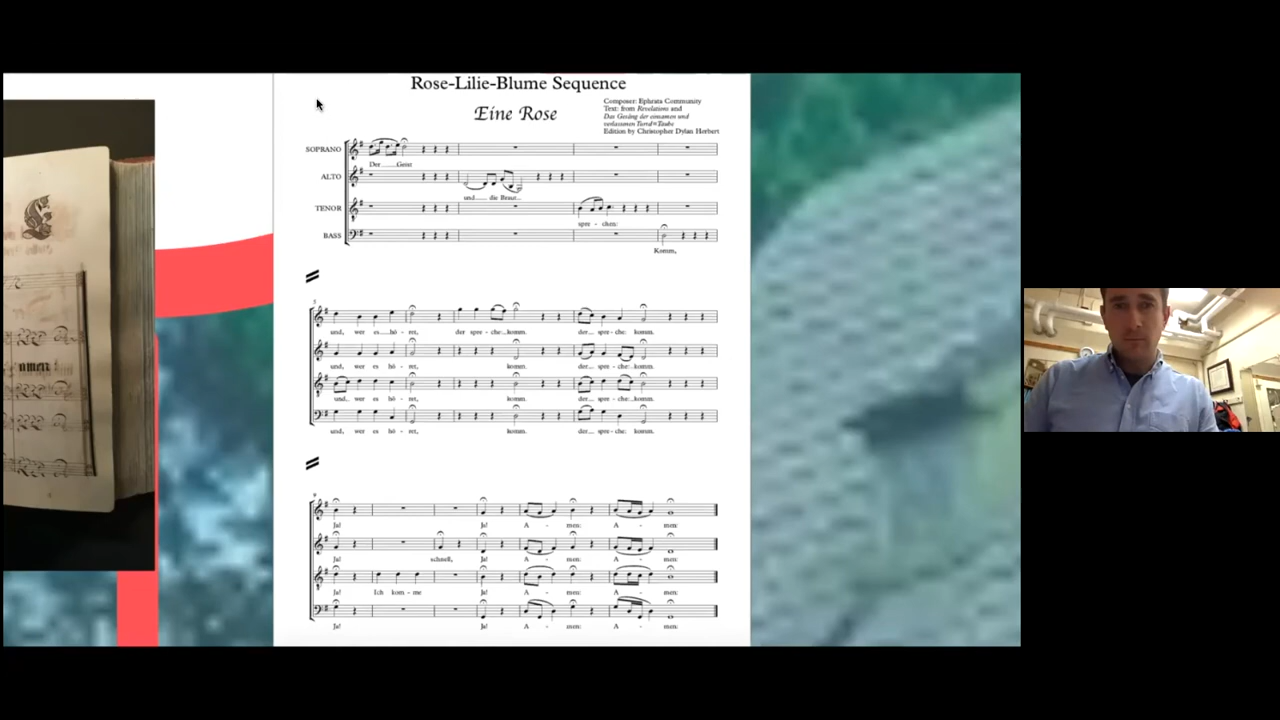 Rose-Lilie-Blume Sequence
Eine Rose
Composer: Ephrata Community
Text: from Revelations and
Das Gesäng der einsamen und
verlassenen Turtel=Taube
Edition by Christopher Dylan Herbert
SOPRANO
Der......Geist
ALTO
und...... die Braut...
TENOR
spre - chen:
BASS
Komm,
und, wer es....hö - ret, der spre - che:..komm. der.... spre - che: komm.
und, wer es hö - ret, komm. der.... spre - che:..komm.
und.. wer es hö - ret, komm. der.... spre - che:..komm.
und, wer es hö - ret, komm. der.... spre - che: komm.
Ja! Ja! A - men: A - men:
Ja! schnell, Ja! A - men: A - men:
Ja! Ich kom - me Ja! A - men: A - men:
Ja! Ja! A - men: A - men:
amen